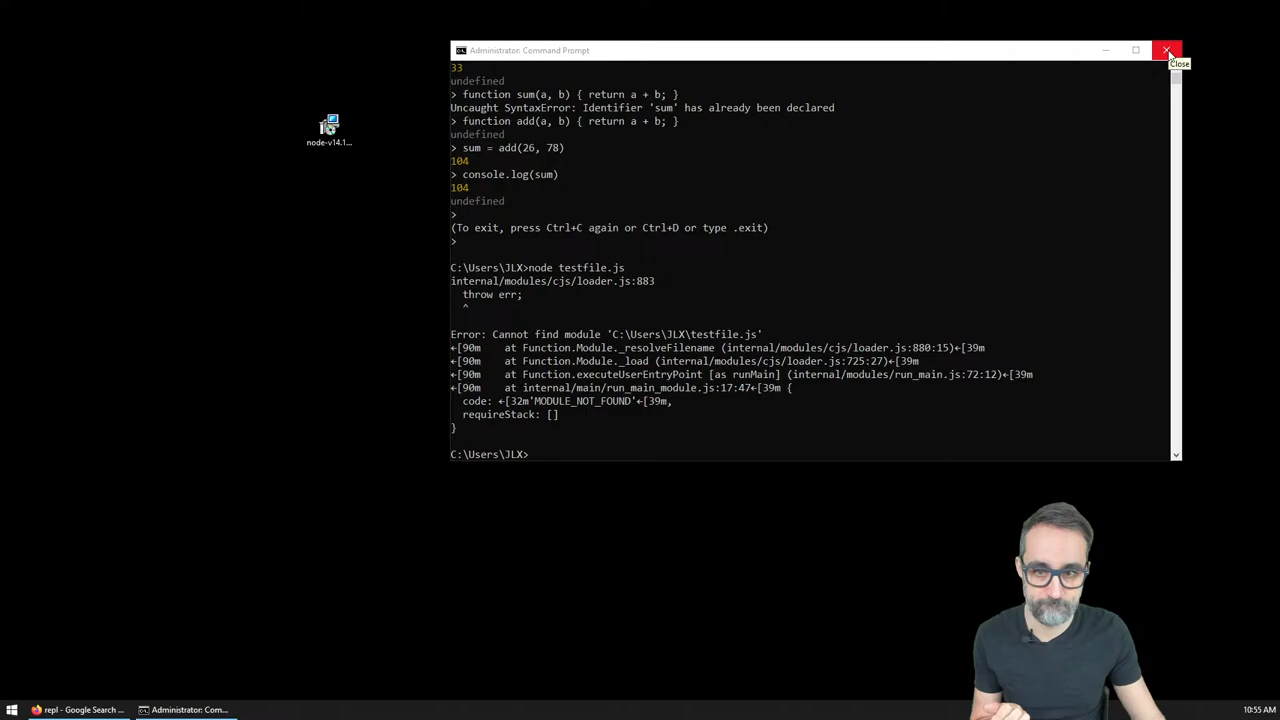 Administrator: Command Prompt
Close
33
undefined
> function sum(a, b) { return a + b; }
Uncaught SyntaxError: Identifier 'sum' has already been declared
> function add(a, b) { return a + b; }
undefined
> sum = add(26, 78)
104
> console.log(sum)
104
undefined
>
(To exit, press Ctrl+C again or Ctrl+D or type .exit)
>
C:\Users\JLX>node testfile.js
internal/modules/cjs/loader.js:883
throw err;
^
Error: Cannot find module 'C:\Users\JLX\testfile.js'
←[90m    at Function.Module._resolveFilename (internal/modules/cjs/loader.js:880:15)←[39m
←[90m    at Function.Module._load (internal/modules/cjs/loader.js:725:27)←[39m
←[90m    at Function.executeUserEntryPoint [as runMain] (internal/modules/run_main.js:72:12)←[39m
←[90m    at internal/main/run_main_module.js:17:47←[39m {
code: ←[32m'MODULE_NOT_FOUND'←[39m,
requireStack: []
}
C:\Users\JLX>
node-v14.1...
repl - Google Search ...
Administrator: Com...
10:55 AM